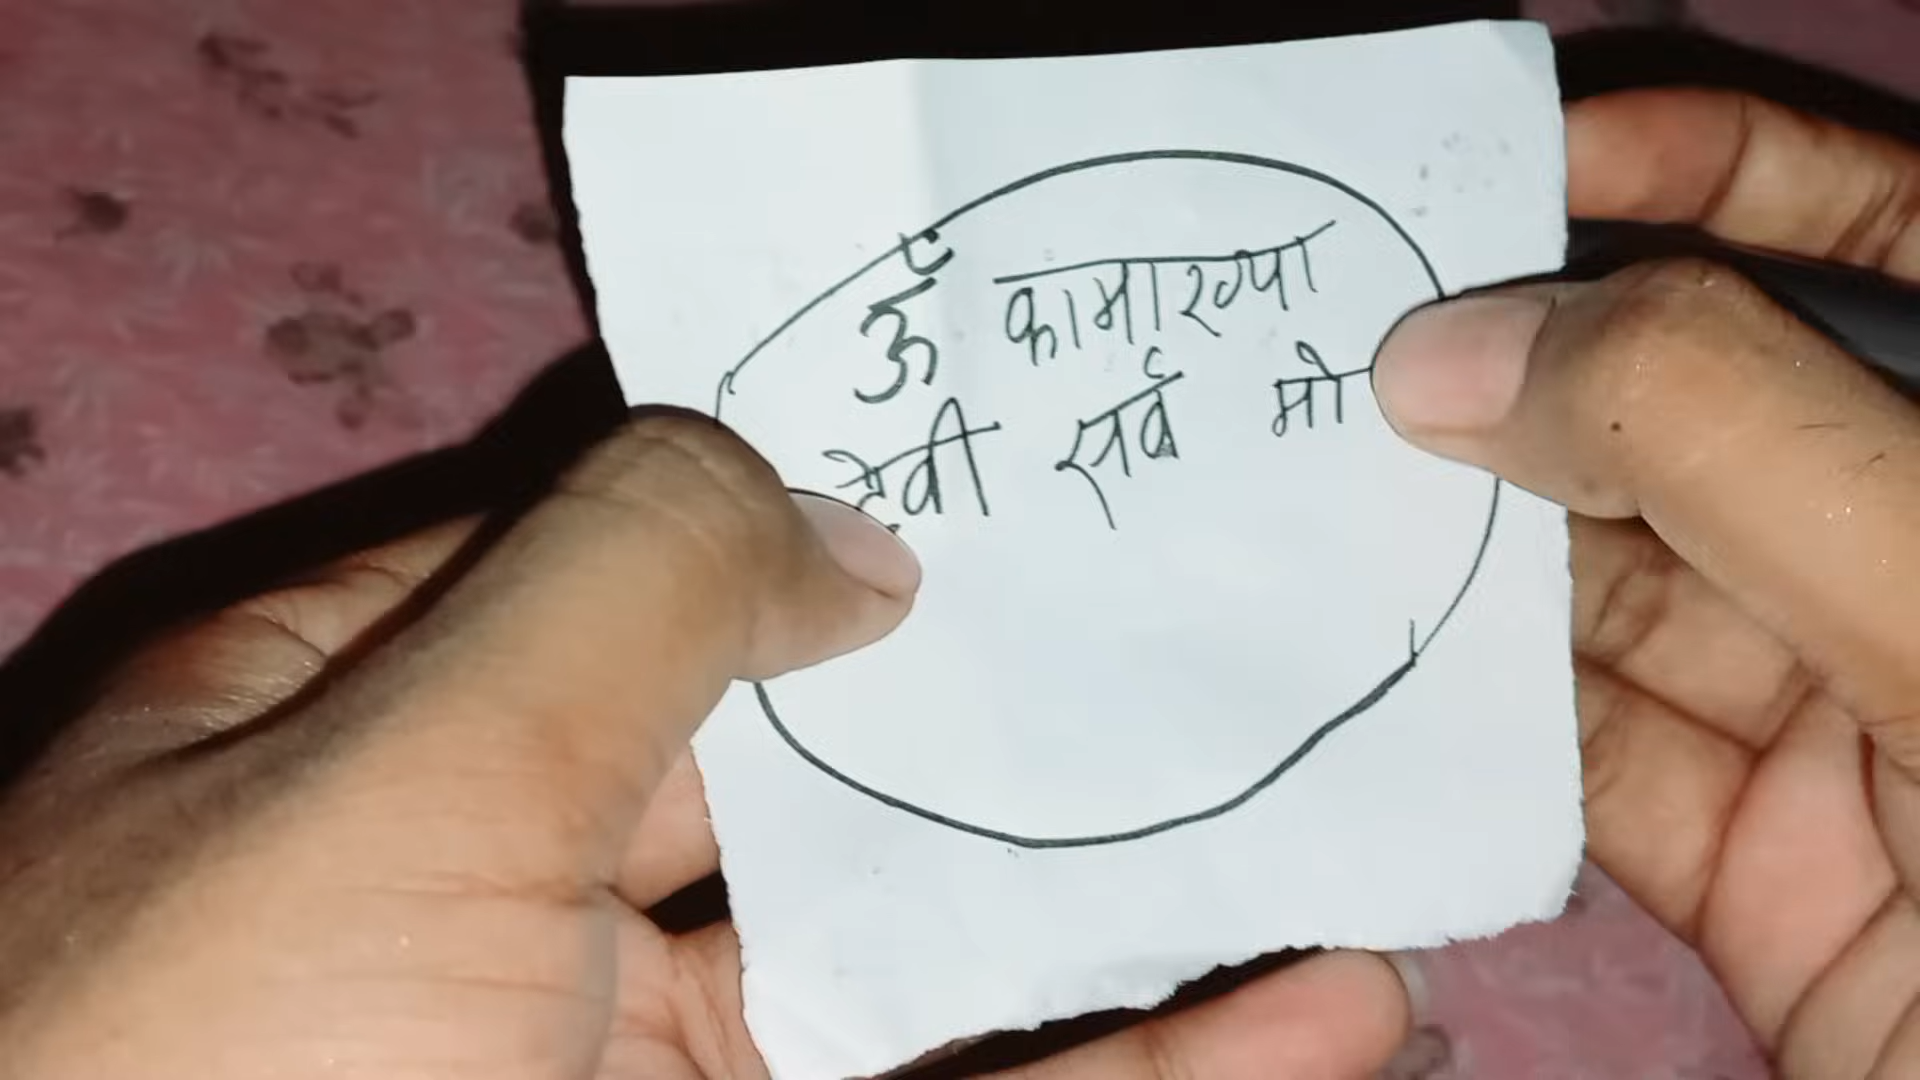 ॐ कामाख्या
देवी सर्व मो